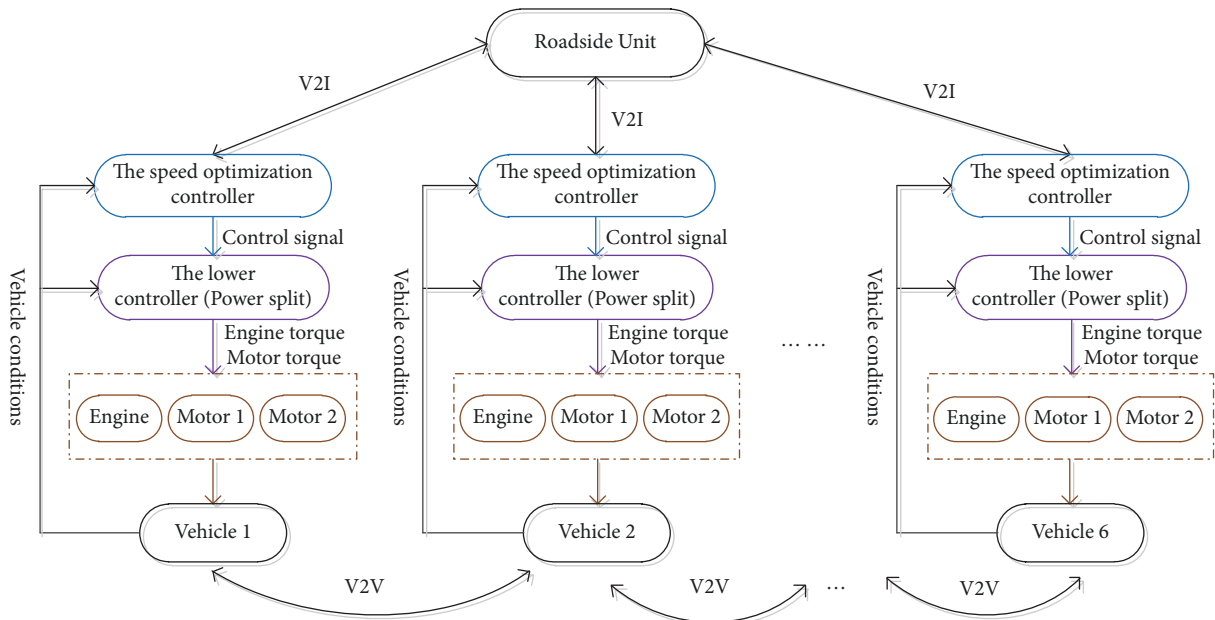 Roadside Unit
V2I
V2I
V2I
The speed optimization
controller
The speed optimization
controller
The speed optimization
controller
Control signal
Control signal
Control signal
The lower
controller (Power split)
The lower
controller (Power split)
The lower
controller (Power split)
Vehicle conditions
Vehicle conditions
Vehicle conditions
Engine torque
Motor torque
Engine torque
Motor torque
... ...
Engine torque
Motor torque
Engine
Motor 1
Motor 2
Engine
Motor 1
Motor 2
Engine
Motor 1
Motor 2
Vehicle 1
Vehicle 2
Vehicle 6
V2V
V2V
...
V2V